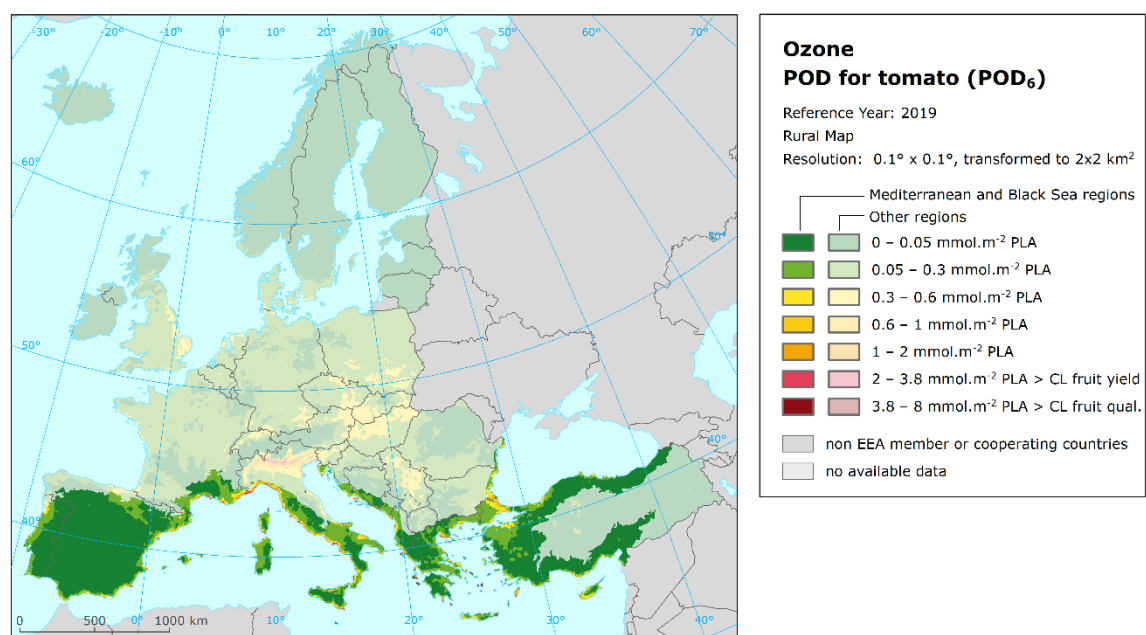 -30° -20° -10° 0° 10° 20° 30° 40° 50° 60° 70°
60°
50°
40°
50°
40°
0° 10° 20° 30° 40°
0 500 1000 km
Ozone
POD for tomato (POD₆)
Reference Year: 2019
Rural Map
Resolution: 0.1° x 0.1°, transformed to 2x2 km²
Mediterranean and Black Sea regions
Other regions
0 – 0.05 mmol.m⁻² PLA
0.05 – 0.3 mmol.m⁻² PLA
0.3 – 0.6 mmol.m⁻² PLA
0.6 – 1 mmol.m⁻² PLA
1 – 2 mmol.m⁻² PLA
2 – 3.8 mmol.m⁻² PLA > CL fruit yield
3.8 – 8 mmol.m⁻² PLA > CL fruit qual.
non EEA member or cooperating countries
no available data